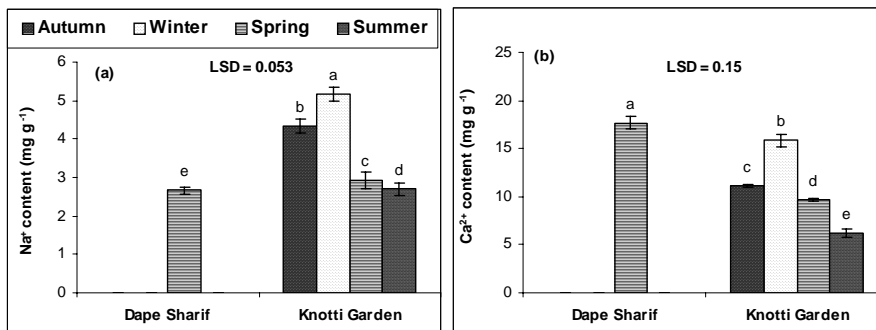 Autumn Winter Spring Summer
(a) LSD = 0.053
Na⁺ content (mg g⁻¹)
6
5
4
3
2
1
0
e
b
a
c
d
Dape Sharif Knotti Garden
(b) LSD = 0.15
Ca²⁺ content (mg g⁻¹)
25
20
15
10
5
0
a
c
b
d
e
Dape Sharif Knotti Garden